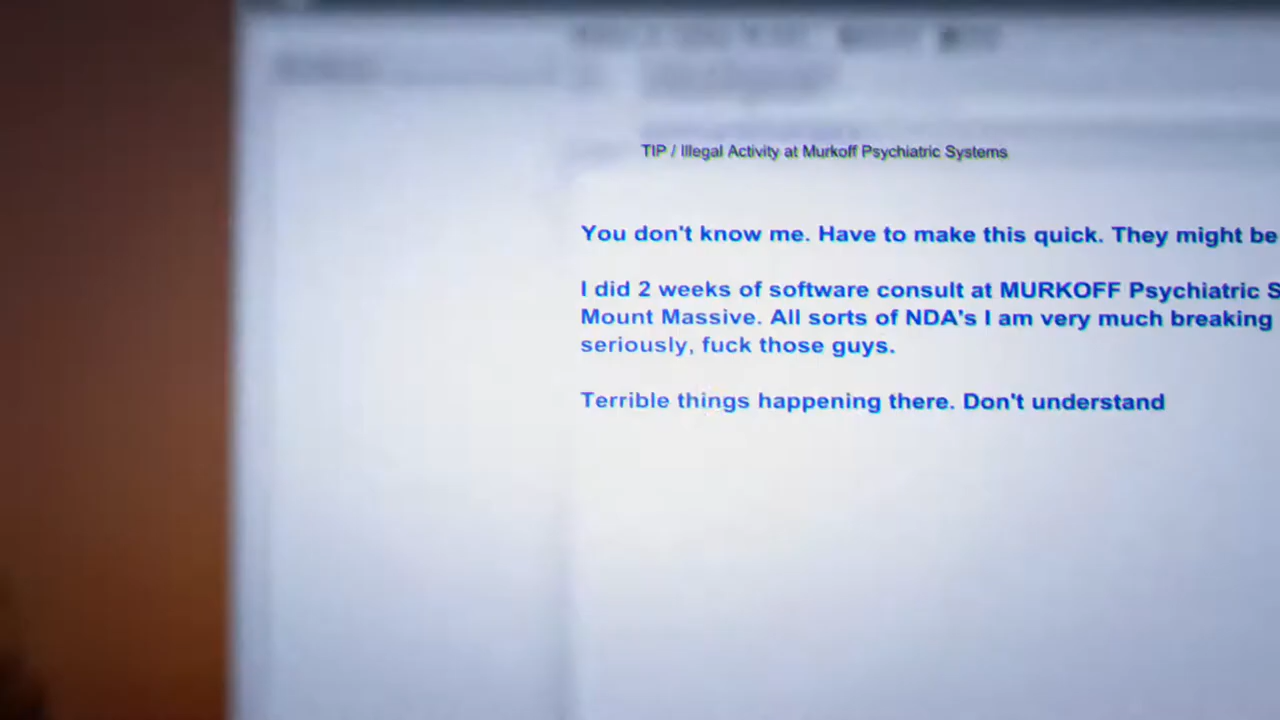 TIP / Illegal Activity at Murkoff Psychiatric Systems
You don't know me. Have to make this quick. They might be
I did 2 weeks of software consult at MURKOFF Psychiatric S
Mount Massive. All sorts of NDA's I am very much breaking
seriously, fuck those guys.
Terrible things happening there. Don't understand